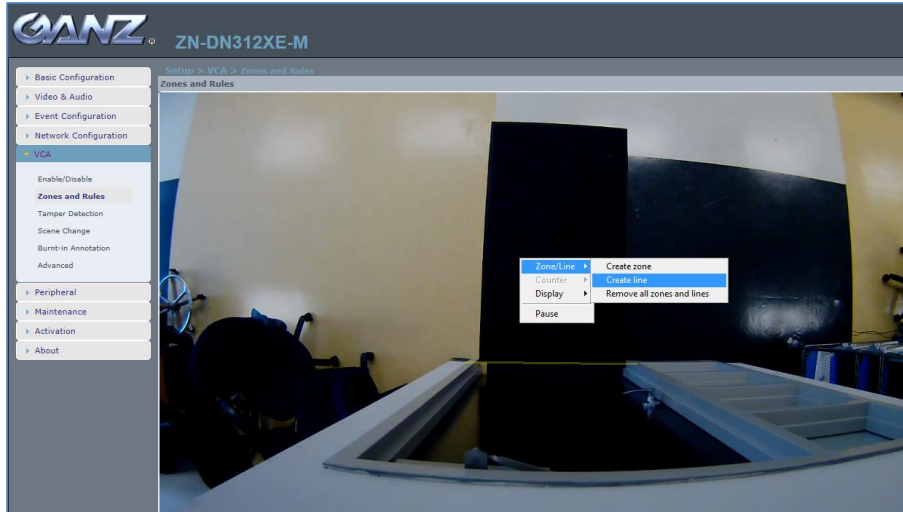 GANZ®
ZN-DN312XE-M
Setup > VCA > Zones and Rules
Zones and Rules
Basic Configuration
Video & Audio
Event Configuration
Network Configuration
VCA
Enable/Disable
Zones and Rules
Tamper Detection
Scene Change
Burnt-in Annotation
Advanced
Peripheral
Maintenance
Activation
About
Zone/Line
Counter
Display
Pause
Create zone
Create line
Remove all zones and lines